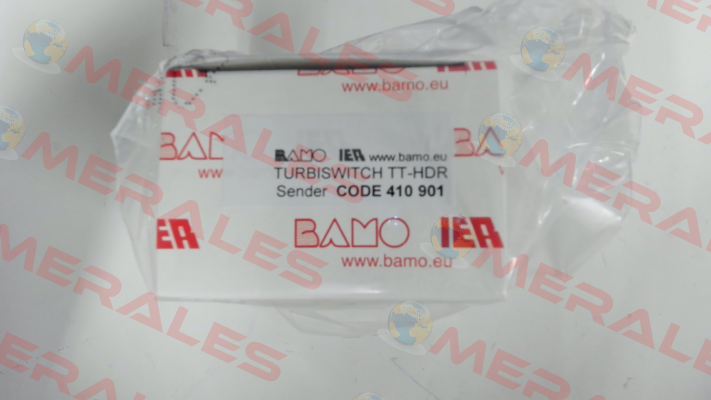 BAMO IER
www.bamo.eu
BAMO IER www.bamo.eu
TURBISWITCH TT-HDR
Sender CODE 410 901
IER BAMO IER
www.bamo.eu
MERALES
MERALES
MERALES
MERALES